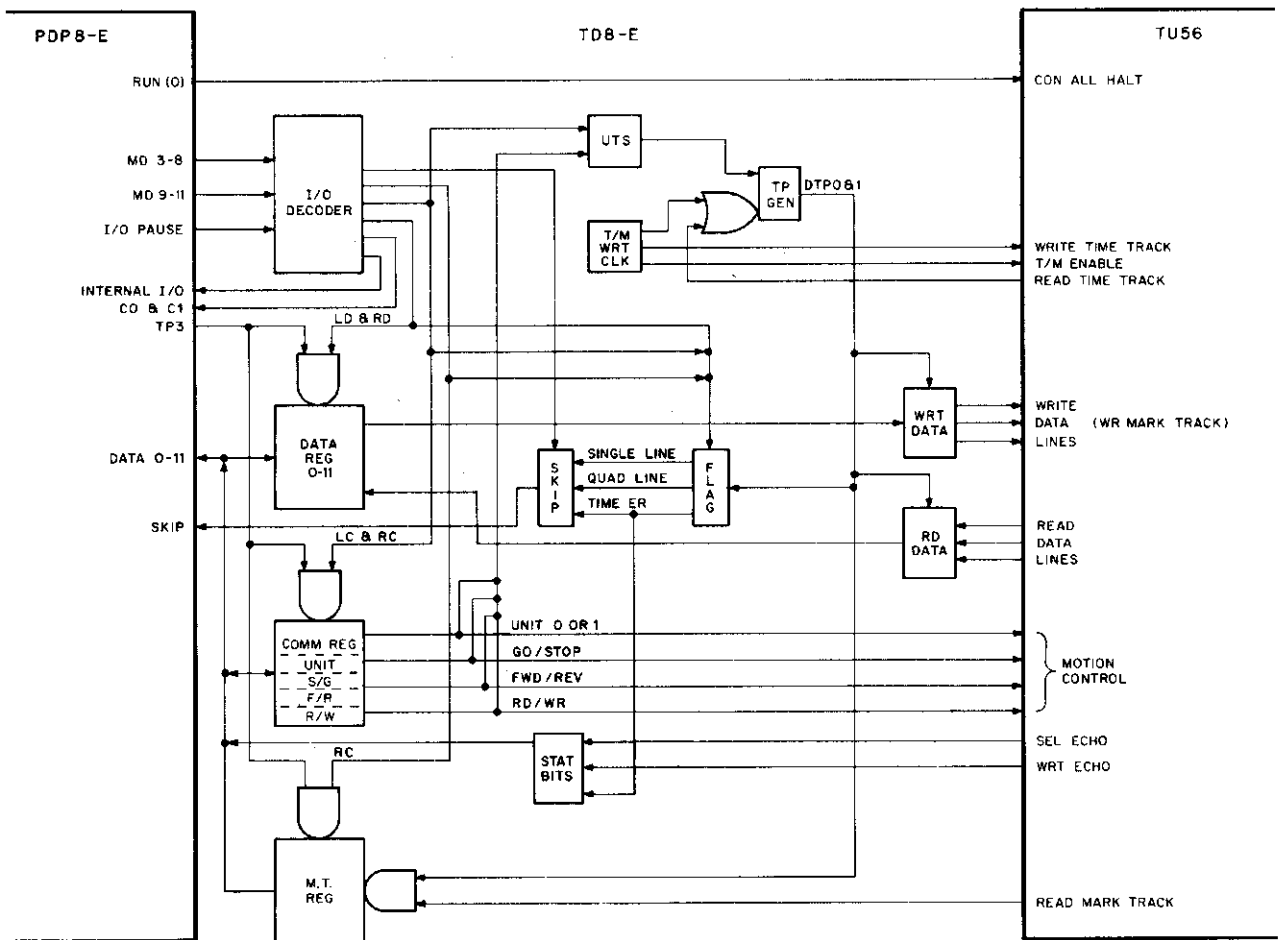 PDP8-E
TD8-E
TU56
RUN (0)
CON ALL HALT
MD 3-8
MD 9-11
I/O PAUSE
I/O
DECODER
UTS
TP
GEN
DTP0&1
T/M
WRT
CLK
WRITE TIME TRACK
T/M ENABLE
READ TIME TRACK
INTERNAL I/O
C0 & C1
TP3
LD & RD
DATA
REG
0-11
DATA 0-11
WRT
DATA
WRITE
DATA (WR MARK TRACK)
LINES
SKIP
SINGLE LINE
QUAD LINE
TIME ER
FLAG
SKIP
RD
DATA
READ
DATA
LINES
LC & RC
COMM REG
UNIT
S/G
F/R
R/W
UNIT 0 OR 1
GO/STOP
FWD/REV
RD/WR
MOTION
CONTROL
RC
STAT
BITS
SEL ECHO
WRT ECHO
M.T.
REG
READ MARK TRACK